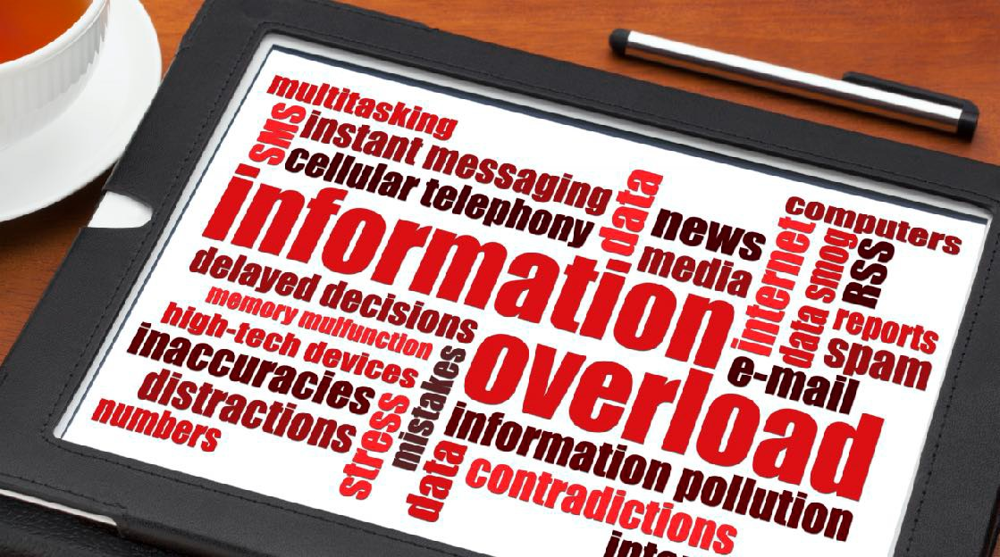 multitasking
SMS
instant messaging
cellular telephony
data
news
media
computers
internet
data smog
RSS
reports
spam
e-mail
information
overload
delayed decisions
memory mulfunction
high-tech devices
inaccuracies
distractions
numbers
stress
mistakes
data
information pollution
contradictions